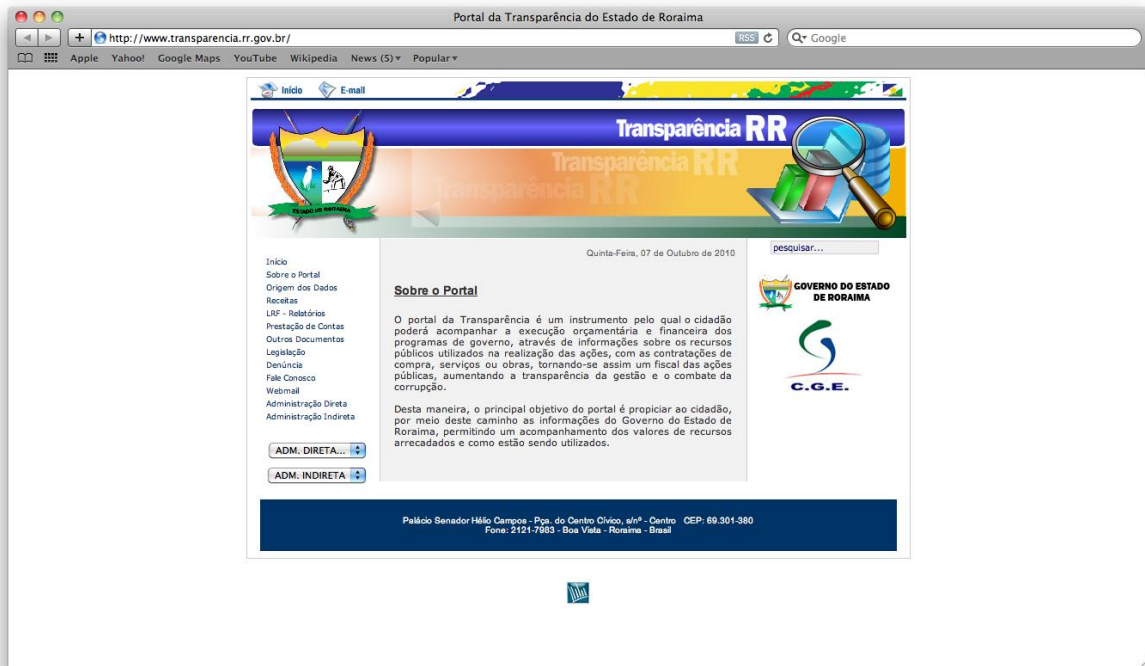 Portal da Transparência do Estado de Roraima
http://www.transparencia.rr.gov.br/
RSS
Google
Apple Yahoo! Google Maps YouTube Wikipedia News (5) Popular
Início E-mail
Transparência RR
Transparência RR
Transparência RR
ESTADO DE RORAIMA
Início
Sobre o Portal
Origem dos Dados
Receitas
LRF - Relatórios
Prestação de Contas
Outros Documentos
Legislação
Denúncia
Fale Conosco
Webmail
Administração Direta
Administração Indireta
ADM. DIRETA...
ADM. INDIRETA
Quinta-Feira, 07 de Outubro de 2010
Sobre o Portal
O portal da Transparência é um instrumento pelo qual o cidadão
poderá acompanhar a execução orçamentária e financeira dos
programas de governo, através de informações sobre os recursos
públicos utilizados na realização das ações, com as contratações de
compra, serviços ou obras, tornando-se assim um fiscal das ações
públicas, aumentando a transparência da gestão e o combate da
corrupção.
Desta maneira, o principal objetivo do portal é propiciar ao cidadão,
por meio deste caminho as informações do Governo do Estado de
Roraima, permitindo um acompanhamento dos valores de recursos
arrecadados e como estão sendo utilizados.
pesquisar...
GOVERNO DO ESTADO
DE RORAIMA
C.G.E.
Palácio Senador Hélio Campos - Pça. do Centro Cívico, s/nº - Centro CEP: 69.301-380
Fone: 2121-7983 - Boa Vista - Roraima - Brasil